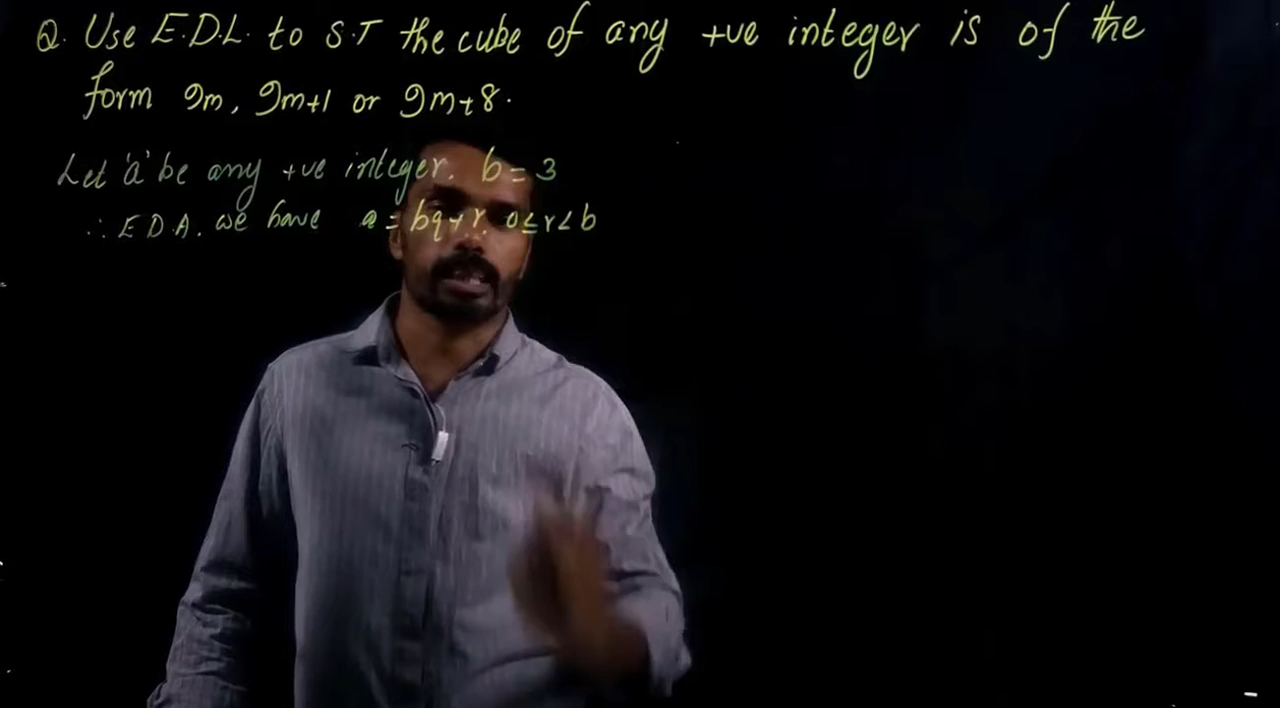 Q. Use E.D.L. to S.T the cube of any +ve integer is of the
form 9m, 9m+1 or 9m+8.
Let 'a' be any +ve integer. b = 3
∴ E.D.A. we have a = bq+r. 0≤r<b